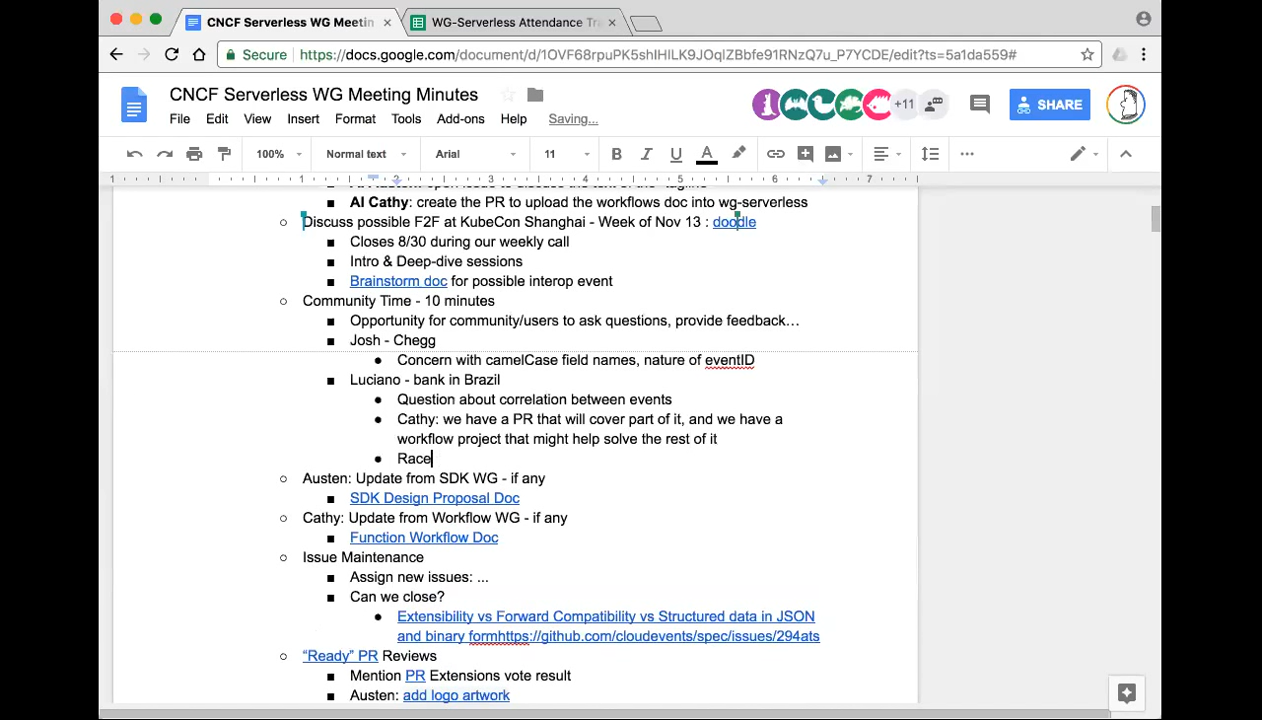 CNCF Serverless WG Meetin
WG-Serverless Attendance Tra
Secure
https://docs.google.com/document/d/1OVF68rpuPK5shIHILK9JOqlZBbfe91RNzQ7u_P7YCDE/edit?ts=5a1da559#
CNCF Serverless WG Meeting Minutes
+11
SHARE
File Edit View Insert Format Tools Add-ons Help Saving...
100% Normal text Arial 11 B I U A
1 1 2 3 4 5 6 7
AI Cathy: create the PR to upload the workflows doc into wg-serverless
Discuss possible F2F at KubeCon Shanghai - Week of Nov 13 : doodle
Closes 8/30 during our weekly call
Intro & Deep-dive sessions
Brainstorm doc for possible interop event
Community Time - 10 minutes
Opportunity for community/users to ask questions, provide feedback…
Josh - Chegg
Concern with camelCase field names, nature of eventID
Luciano - bank in Brazil
Question about correlation between events
Cathy: we have a PR that will cover part of it, and we have a
workflow project that might help solve the rest of it
Race
Austen: Update from SDK WG - if any
SDK Design Proposal Doc
Cathy: Update from Workflow WG - if any
Function Workflow Doc
Issue Maintenance
Assign new issues: ...
Can we close?
Extensibility vs Forward Compatibility vs Structured data in JSON
and binary formhttps://github.com/cloudevents/spec/issues/294ats
“Ready” PR Reviews
Mention PR Extensions vote result
Austen: add logo artwork